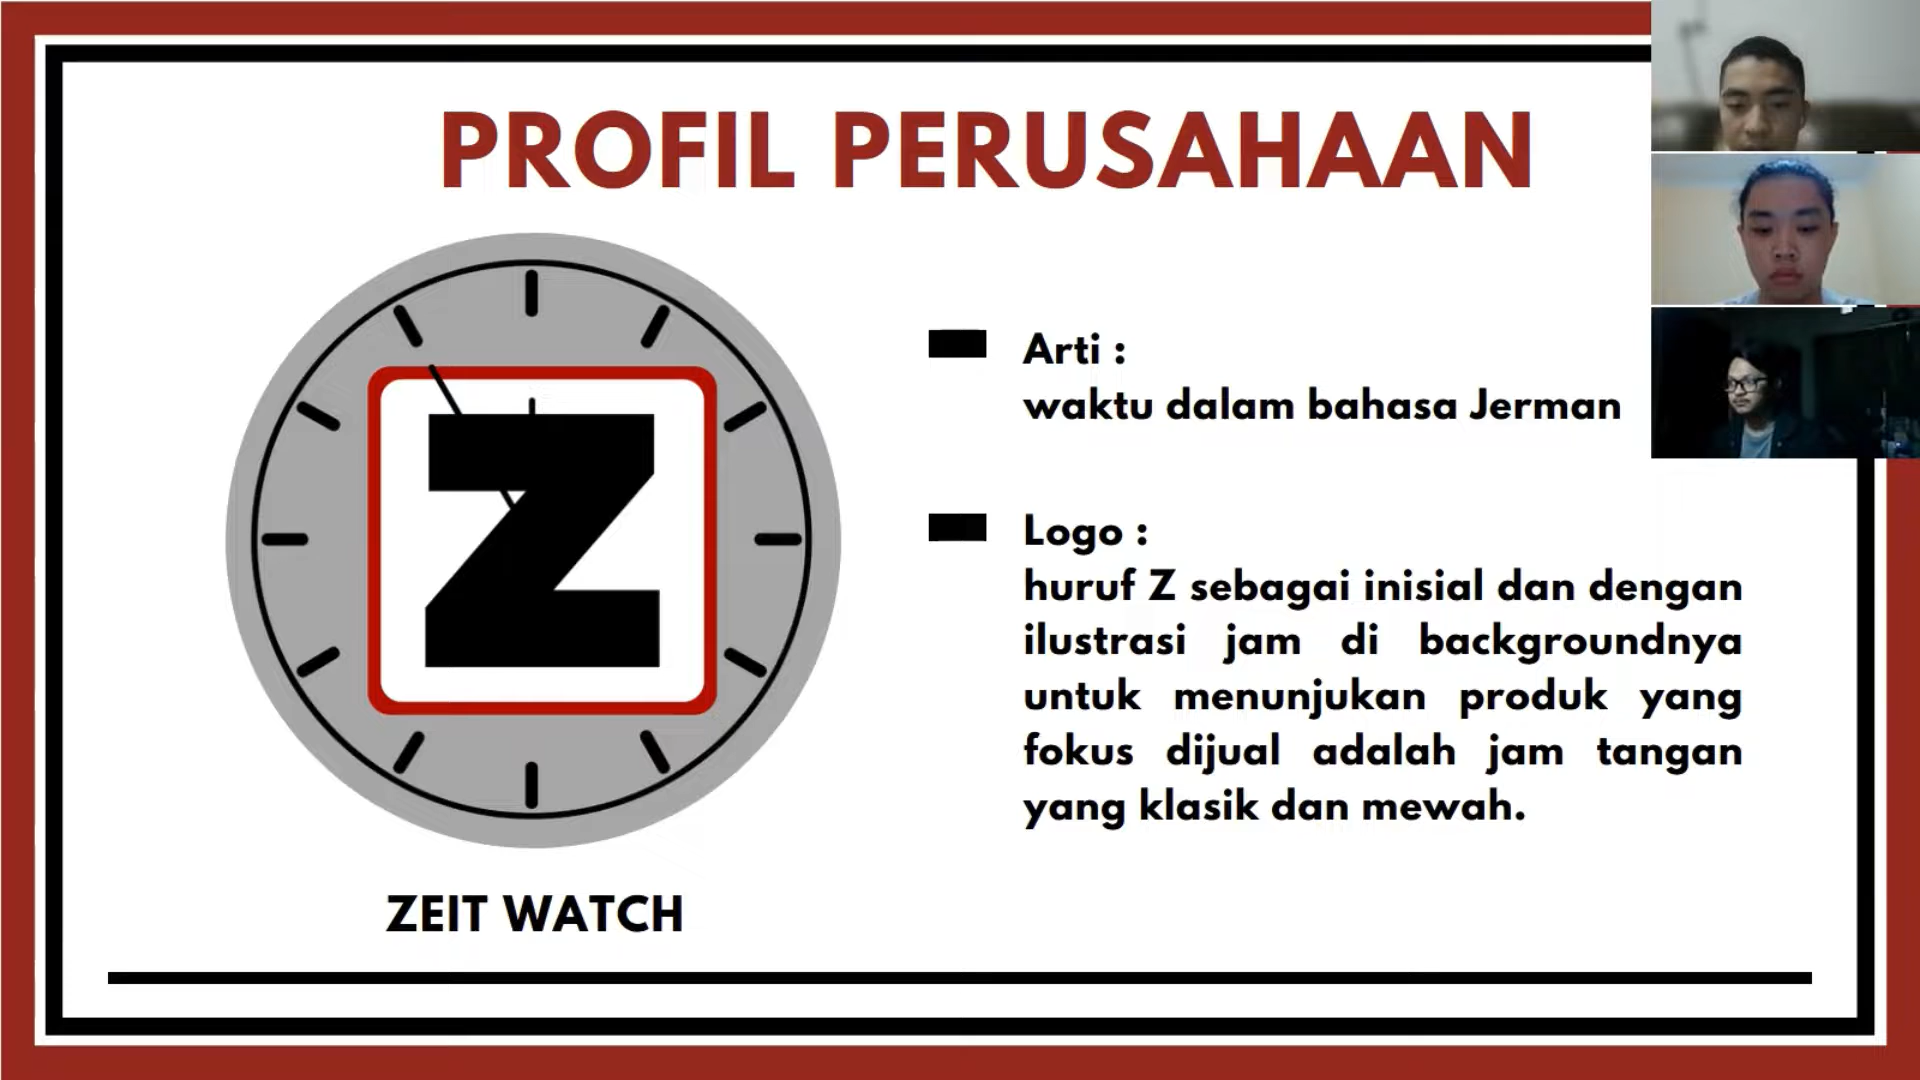 PROFIL PERUSAHAAN
Z
ZEIT WATCH
Arti :
waktu dalam bahasa Jerman
Logo :
huruf Z sebagai inisial dan dengan
ilustrasi jam di backgroundnya
untuk menunjukan produk yang
fokus dijual adalah jam tangan
yang klasik dan mewah.